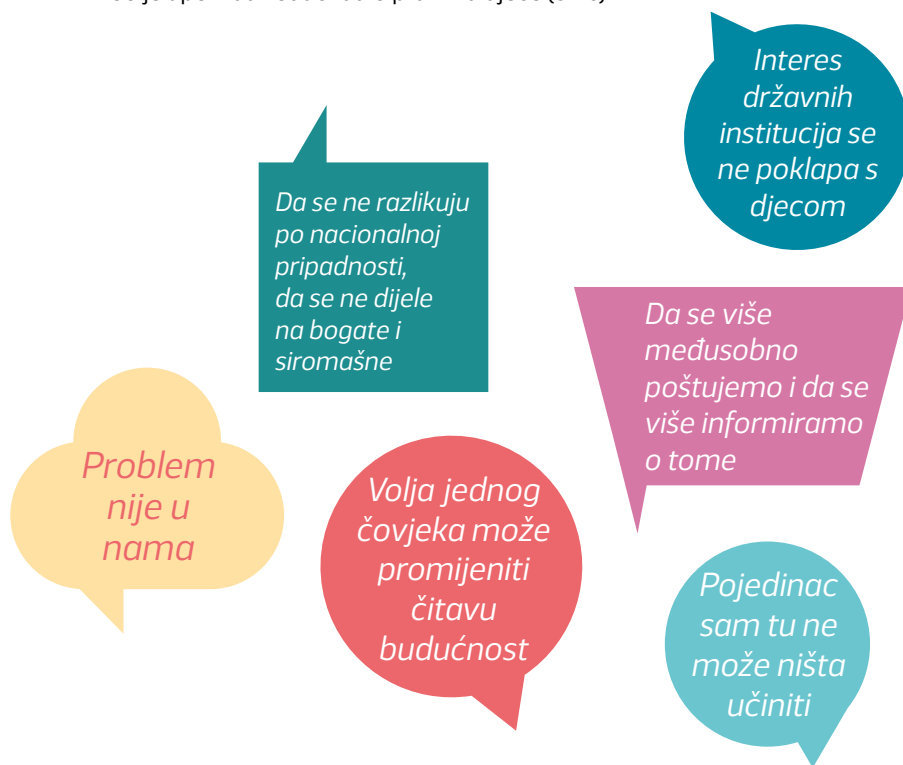 Interes
državnih
institucija se
ne poklapa s
djecom
Da se ne razlikuju
po nacionalnoj
pripadnosti,
da se ne dijele
na bogate i
siromašne
Da se više
međusobno
poštujemo i da se
više informiramo
o tome
Problem
nije u
nama
Volja jednog
čovjeka može
promijeniti
čitavu
budućnost
Pojedinac
sam tu ne
može ništa
učiniti